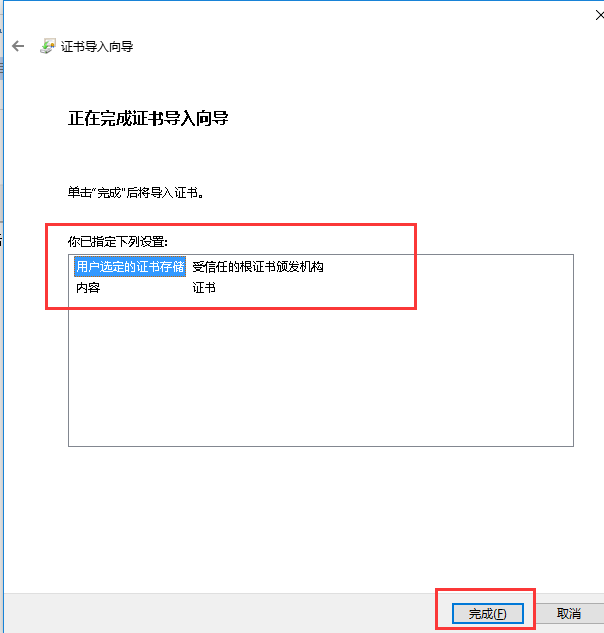 证书导入向导
正在完成证书导入向导
单击“完成”后将导入证书。
你已指定下列设置:
用户选定的证书存储 受信任的根证书颁发机构
内容 证书
完成(F) 取消